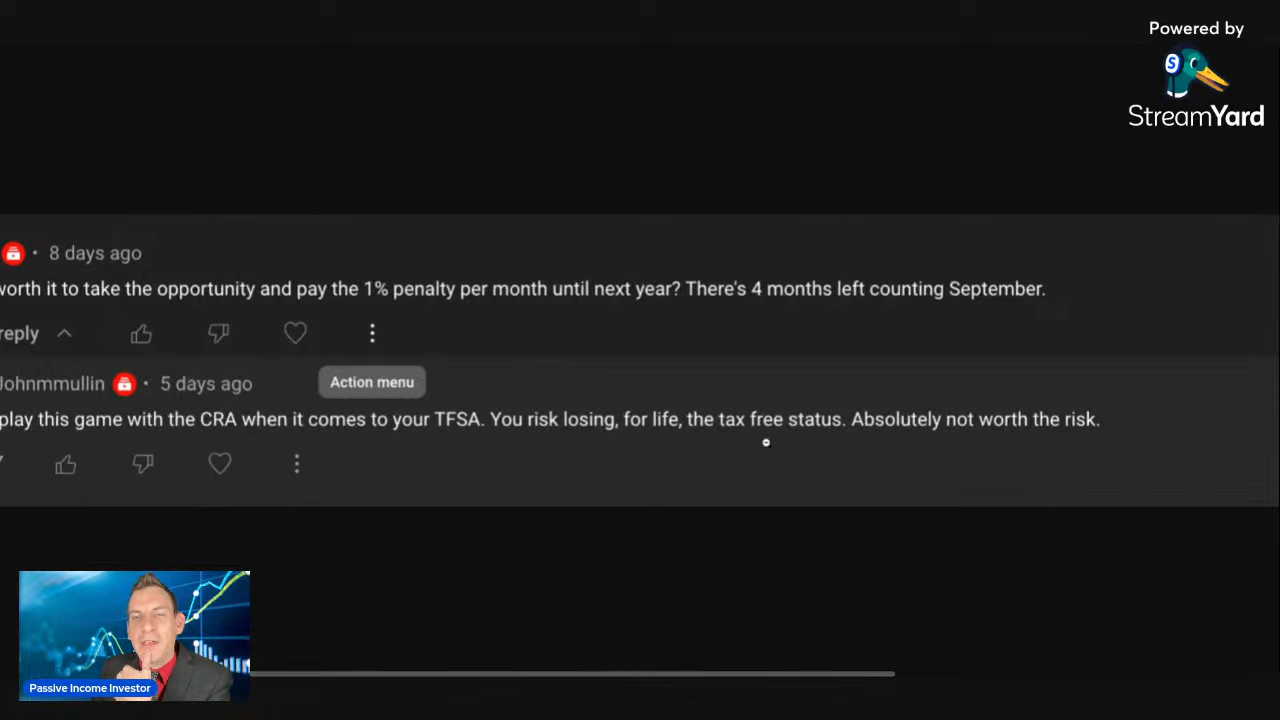 Powered by
StreamYard
8 days ago
worth it to take the opportunity and pay the 1% penalty per month until next year? There's 4 months left counting September.
reply
Johnmmullin
5 days ago
Action menu
play this game with the CRA when it comes to your TFSA. You risk losing, for life, the tax free status. Absolutely not worth the risk.
Passive Income Investor